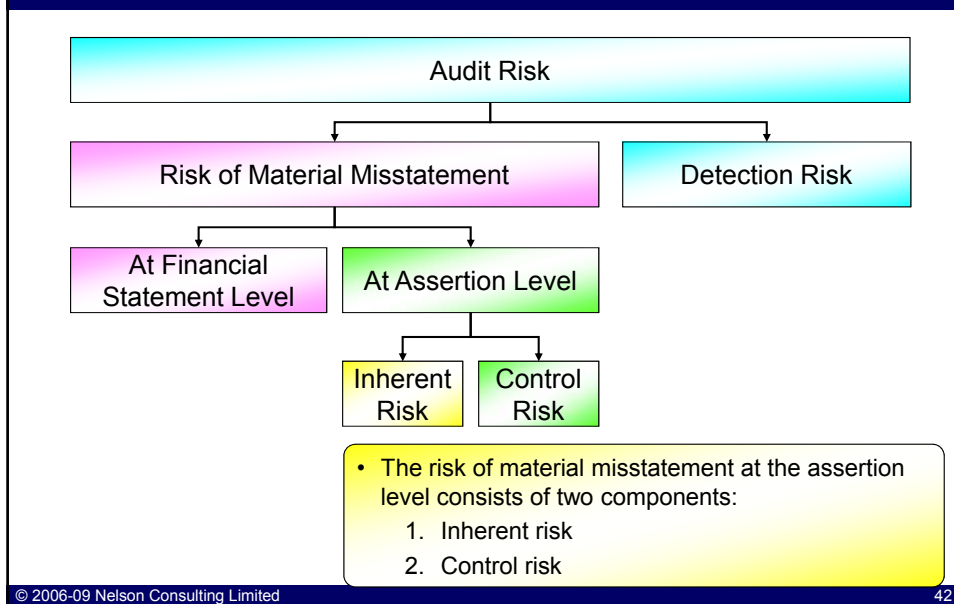 Audit Risk
Risk of Material Misstatement
Detection Risk
At Financial
Statement Level
At Assertion Level
Inherent
Risk
Control
Risk
• The risk of material misstatement at the assertion
level consists of two components:
1. Inherent risk
2. Control risk
© 2006-09 Nelson Consulting Limited
42